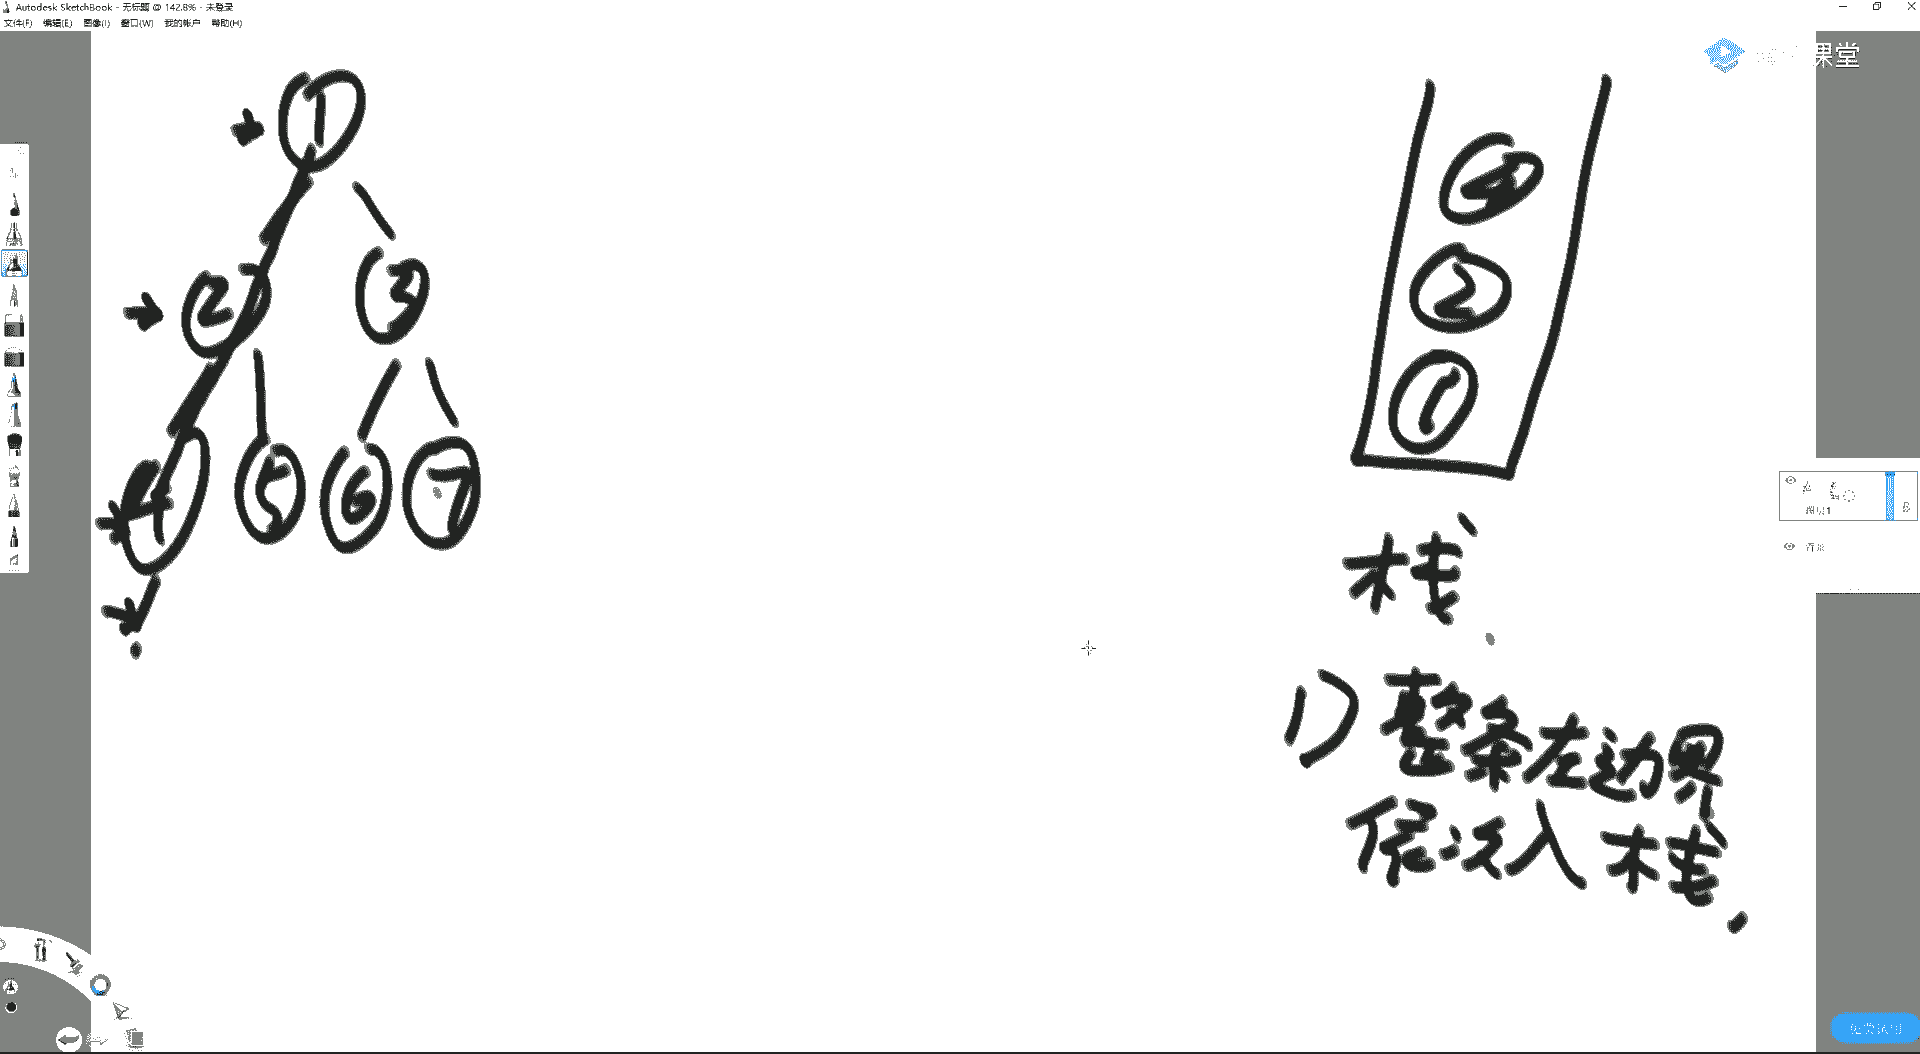 Autodesk SketchBook - 无标题 @ 142.8% - 未登录
文件(F) 编辑(E) 图像(I) 窗口(W) 我的帐户 帮助(H)
课堂
1
2 3
4 5 6 7
4
2
1
栈
图层1
背景
1) 整条左边界
依次入栈.